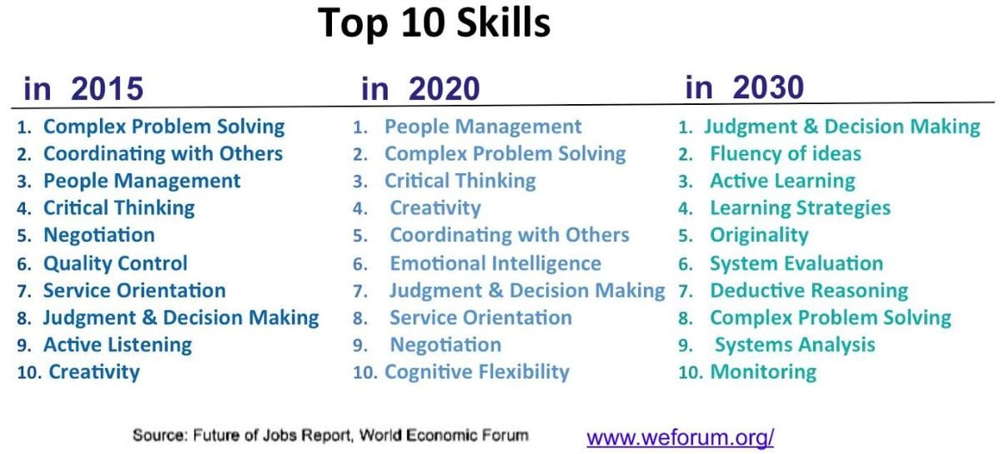 Top 10 Skills
in 2015
1. Complex Problem Solving
2. Coordinating with Others
3. People Management
4. Critical Thinking
5. Negotiation
6. Quality Control
7. Service Orientation
8. Judgment & Decision Making
9. Active Listening
10. Creativity
in 2020
1. People Management
2. Complex Problem Solving
3. Critical Thinking
4. Creativity
5. Coordinating with Others
6. Emotional Intelligence
7. Judgment & Decision Making
8. Service Orientation
9. Negotiation
10. Cognitive Flexibility
in 2030
1. Judgment & Decision Making
2. Fluency of ideas
3. Active Learning
4. Learning Strategies
5. Originality
6. System Evaluation
7. Deductive Reasoning
8. Complex Problem Solving
9. Systems Analysis
10. Monitoring
Source: Future of Jobs Report, World Economic Forum
www.weforum.org/